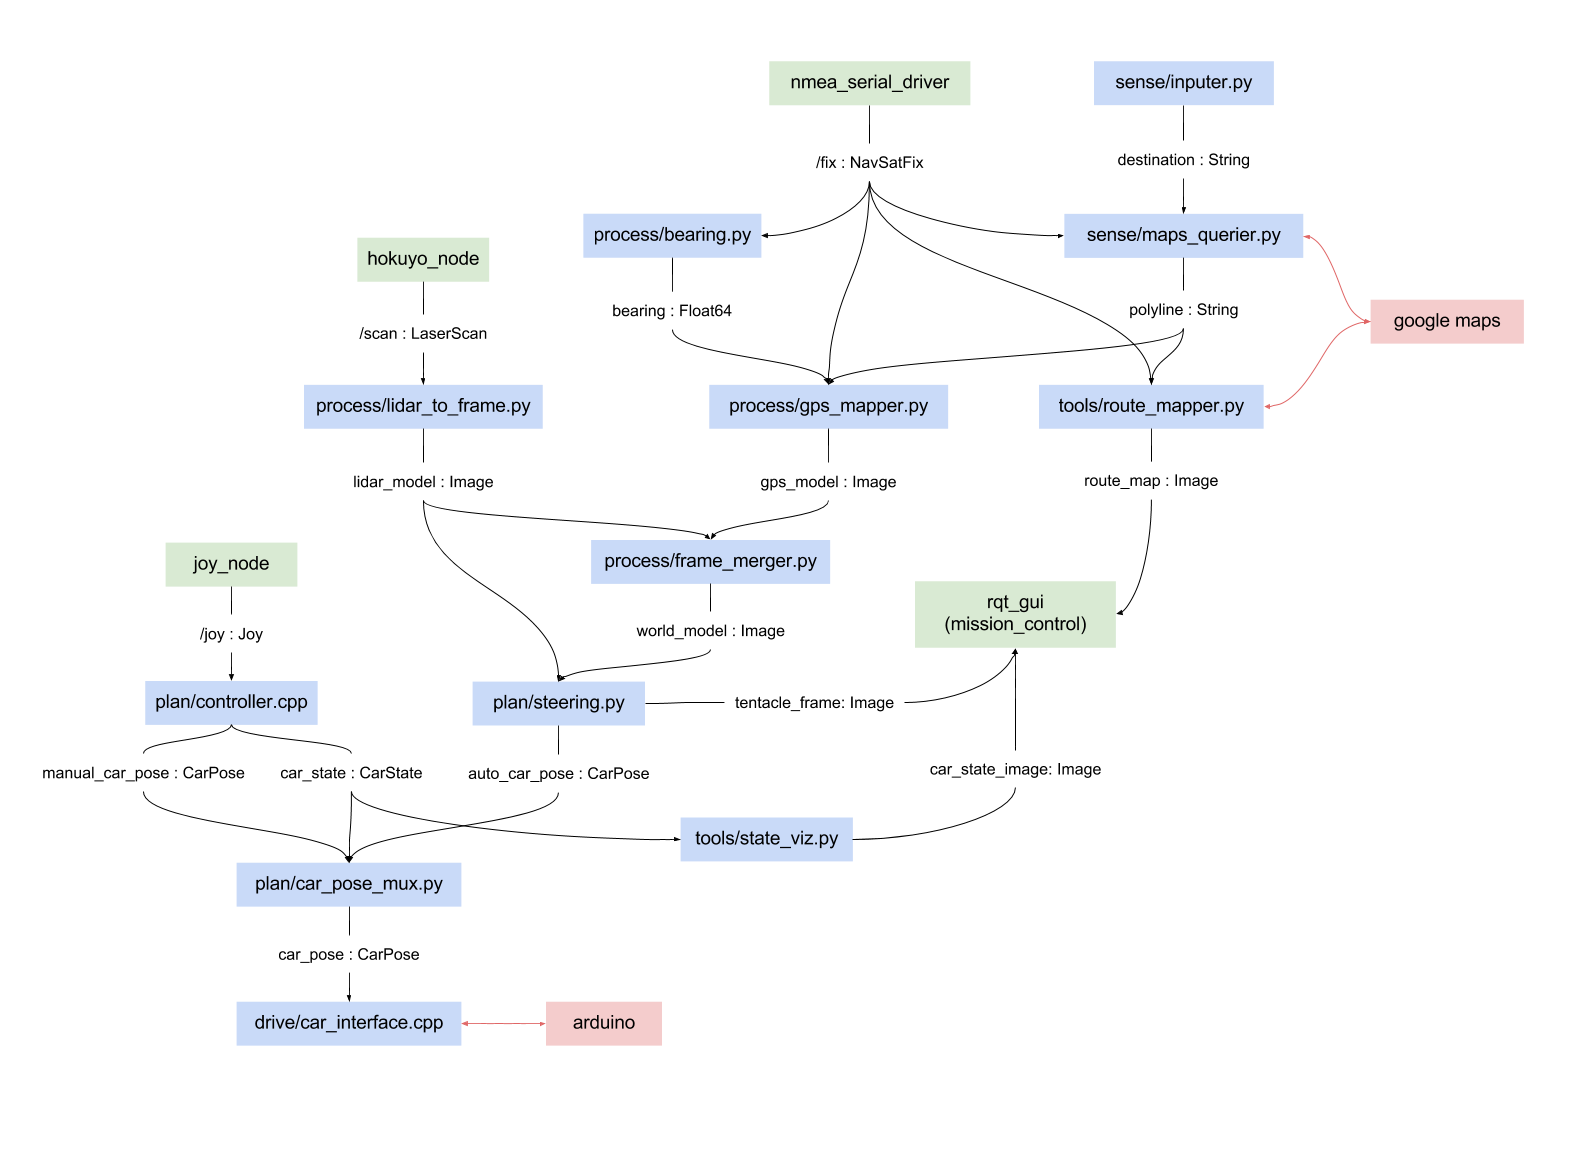 nmea_serial_driver
sense/inputer.py
/fix : NavSatFix
destination : String
process/bearing.py
sense/maps_querier.py
hokuyo_node
bearing : Float64
polyline : String
google maps
/scan : LaserScan
process/lidar_to_frame.py
process/gps_mapper.py
tools/route_mapper.py
lidar_model : Image
gps_model : Image
route_map : Image
joy_node
process/frame_merger.py
rqt_gui
(mission_control)
/joy : Joy
world_model : Image
plan/controller.cpp
plan/steering.py
tentacle_frame: Image
manual_car_pose : CarPose
car_state : CarState
auto_car_pose : CarPose
car_state_image: Image
tools/state_viz.py
plan/car_pose_mux.py
car_pose : CarPose
drive/car_interface.cpp
arduino